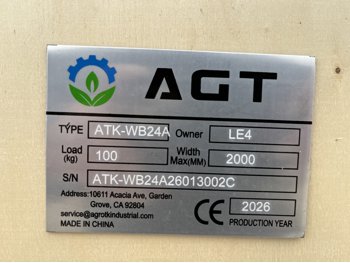 AGT
TYPE ATK-WB24A Owner LE4
Load (kg) 100 Width Max(MM) 2000
S/N ATK-WB24A26013002C
Address:10611 Acacia Ave, Garden
Grove, CA 92804
service@agrotkindustrial.com
MADE IN CHINA
CE 2026
PRODUCTION YEAR